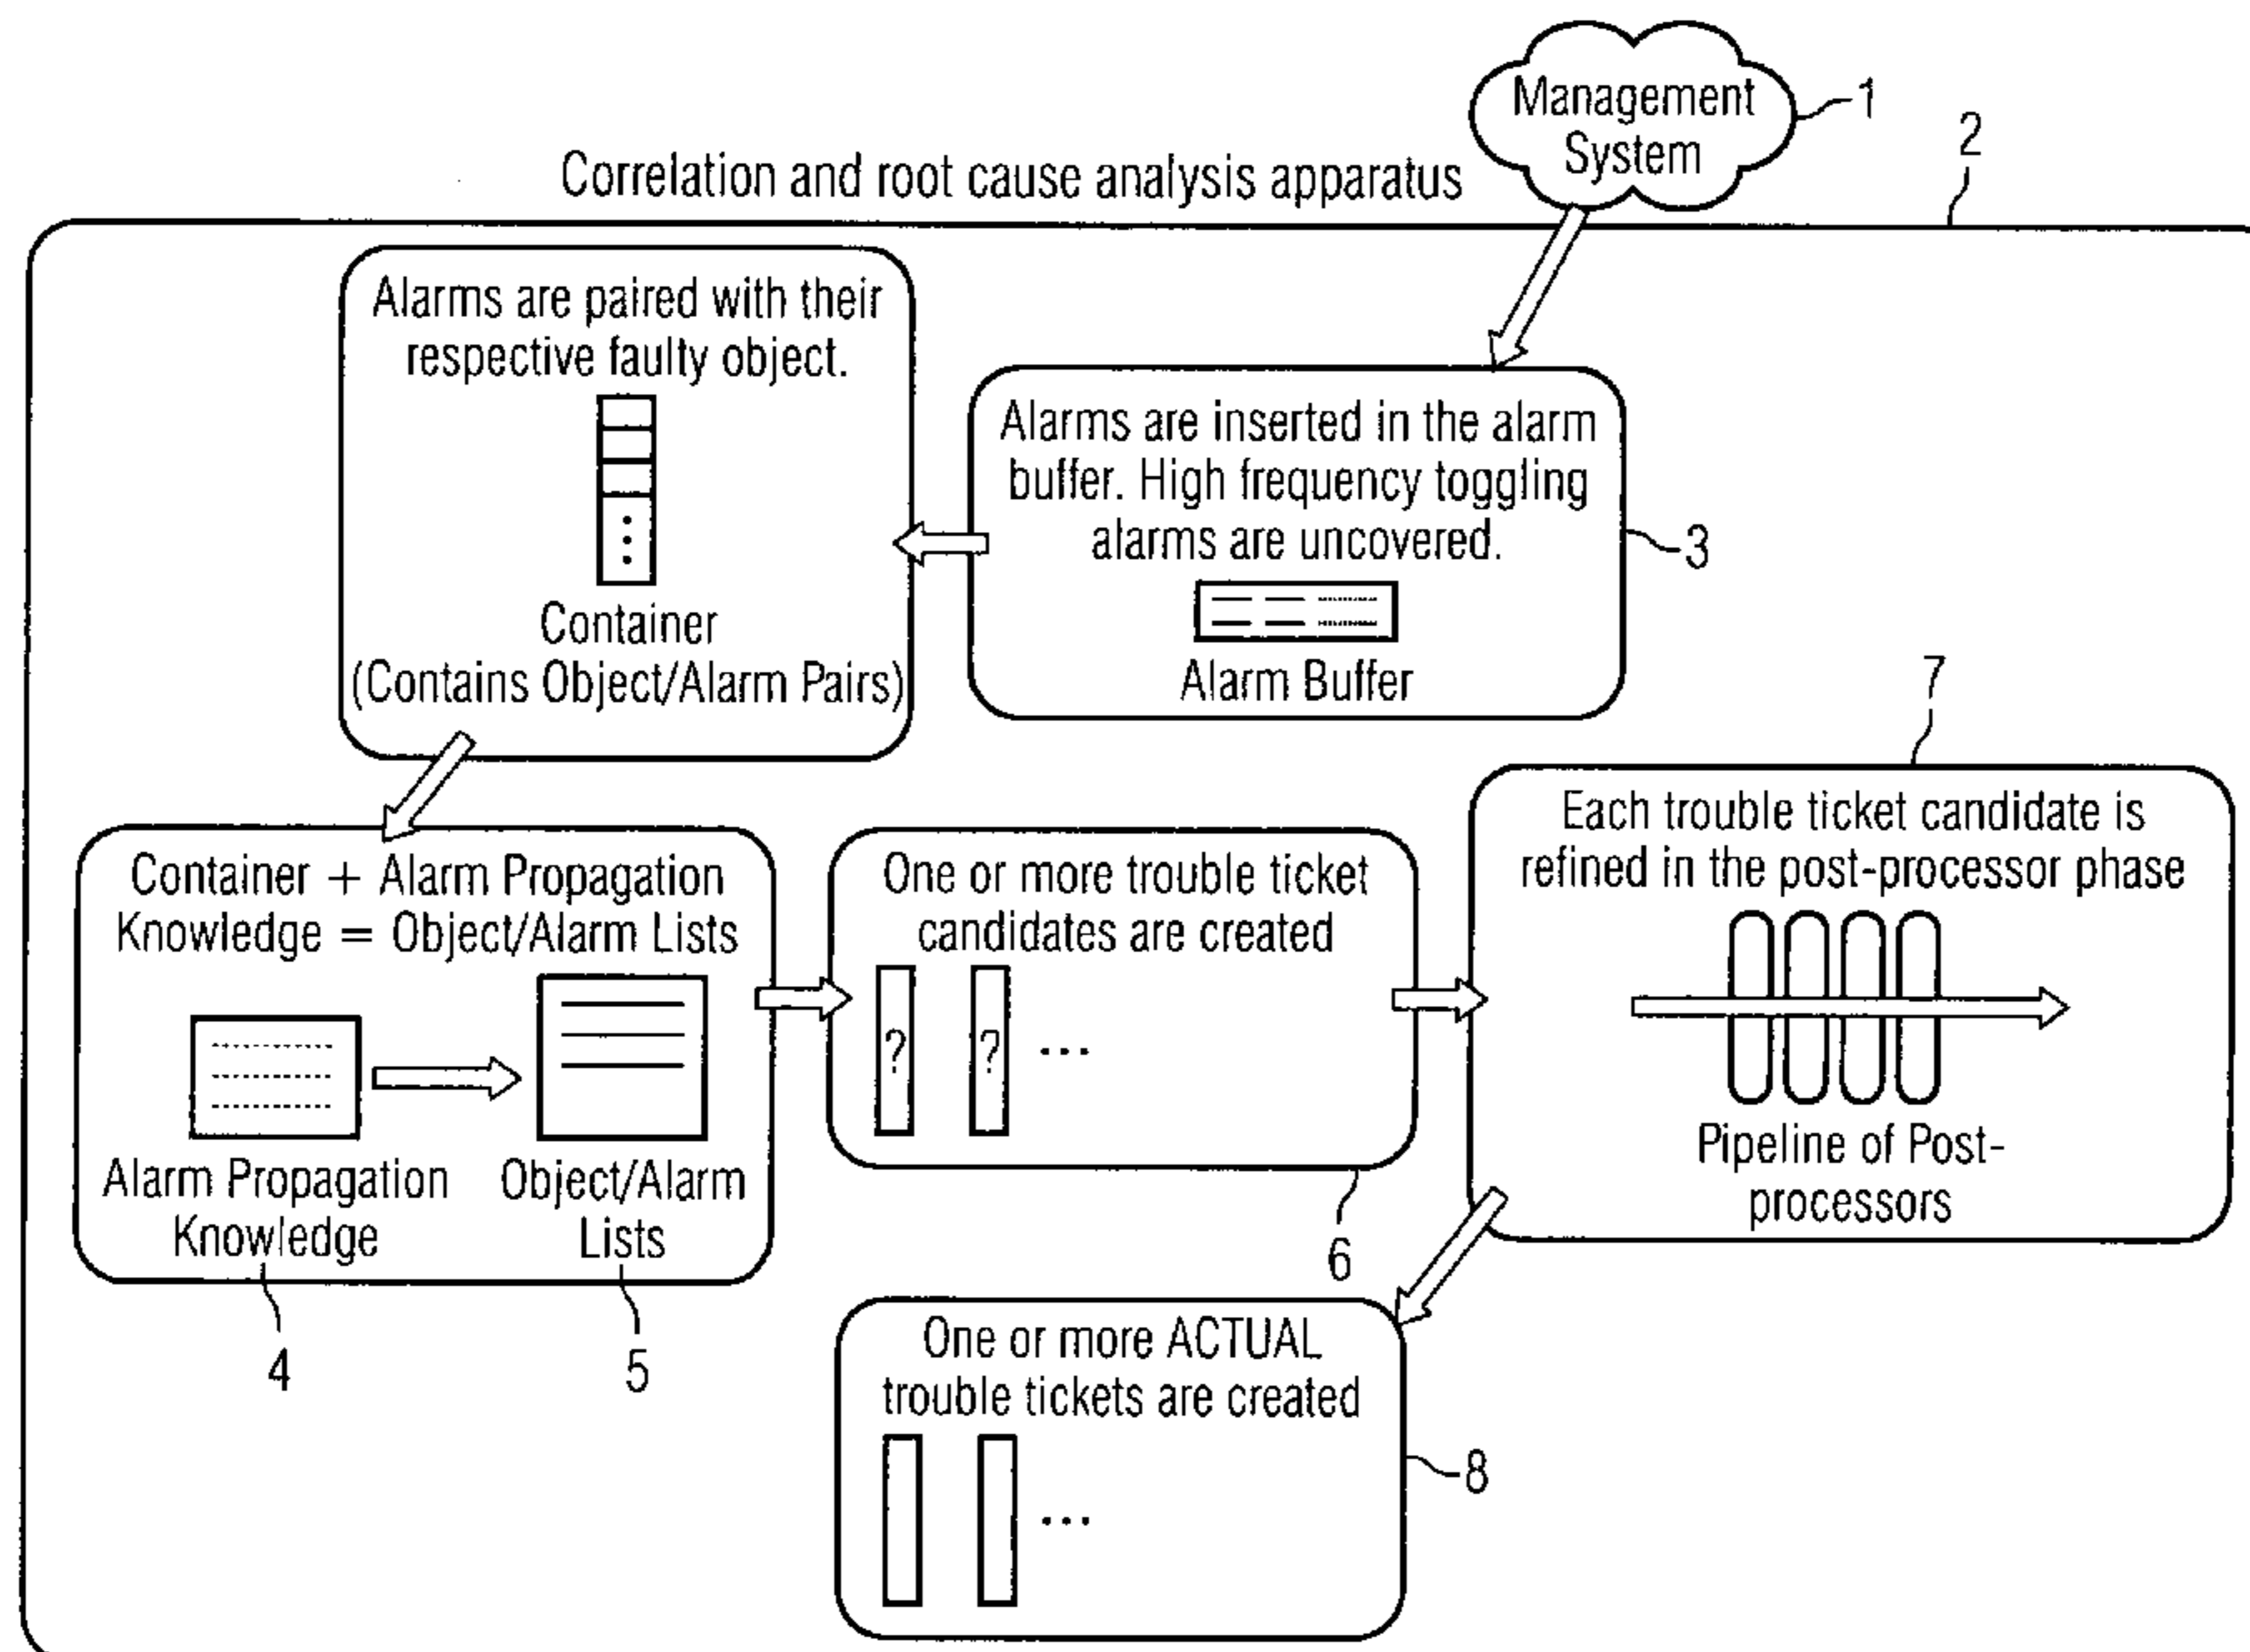 Management
System
1
2
Correlation and root cause analysis apparatus
Alarms are paired with their
respective faulty object.
Container
(Contains Object/Alarm Pairs)
Alarms are inserted in the alarm
buffer. High frequency toggling
alarms are uncovered.
Alarm Buffer
3
Container + Alarm Propagation
Knowledge = Object/Alarm Lists
Alarm Propagation
Knowledge
Object/Alarm
Lists
4
5
One or more trouble ticket
candidates are created
? ? ...
6
7
Each trouble ticket candidate is
refined in the post-processor phase
Pipeline of Post-
processors
One or more ACTUAL
trouble tickets are created
...
8